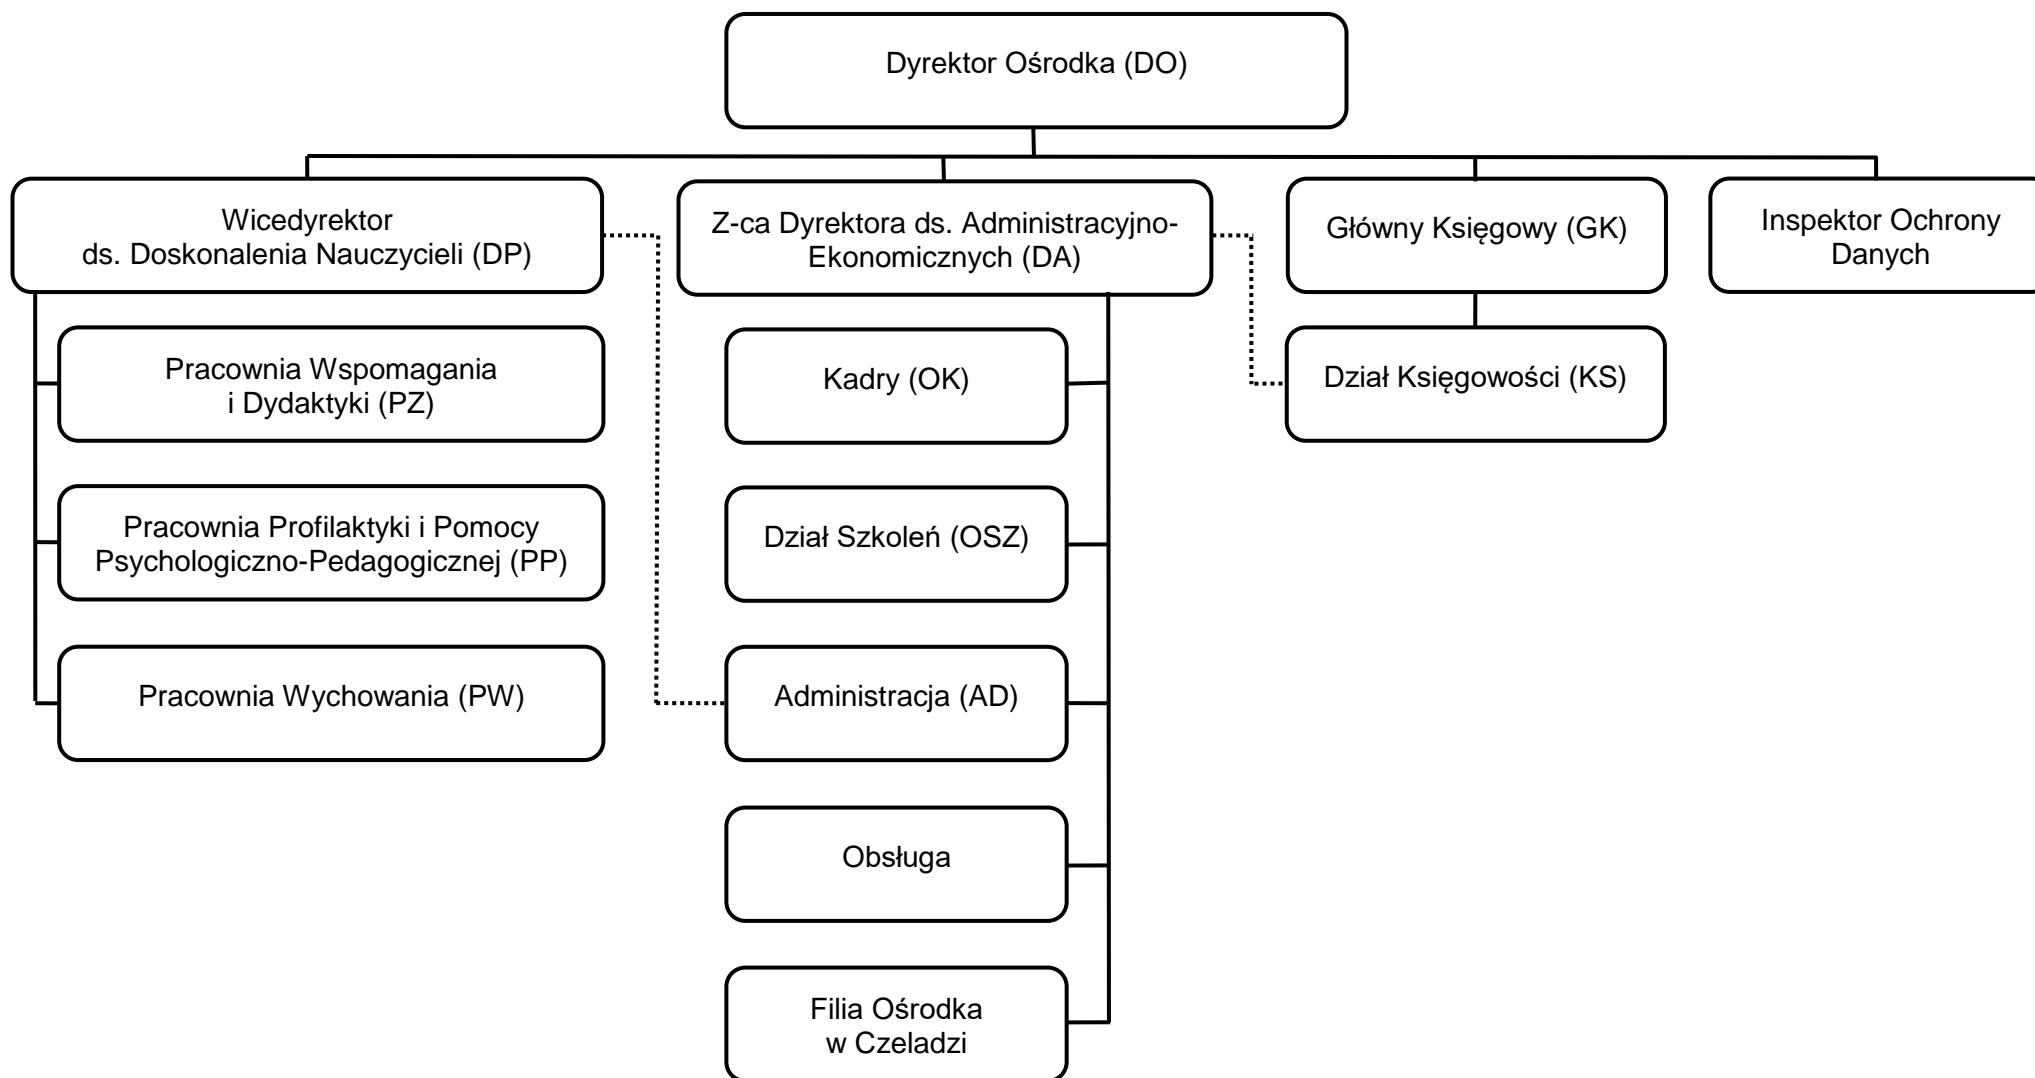 Dyrektor Ośrodka (DO)
Wicedyrektor
ds. Doskonalenia Nauczycieli (DP)
Z-ca Dyrektora ds. Administracyjno-
Ekonomicznych (DA)
Główny Księgowy (GK)
Inspektor Ochrony
Danych
Pracownia Wspomagania
i Dydaktyki (PZ)
Pracownia Profilaktyki i Pomocy
Psychologiczno-Pedagogicznej (PP)
Pracownia Wychowania (PW)
Kadry (OK)
Dział Szkoleń (OSZ)
Administracja (AD)
Obsługa
Filia Ośrodka
w Czeladzi
Dział Księgowości (KS)